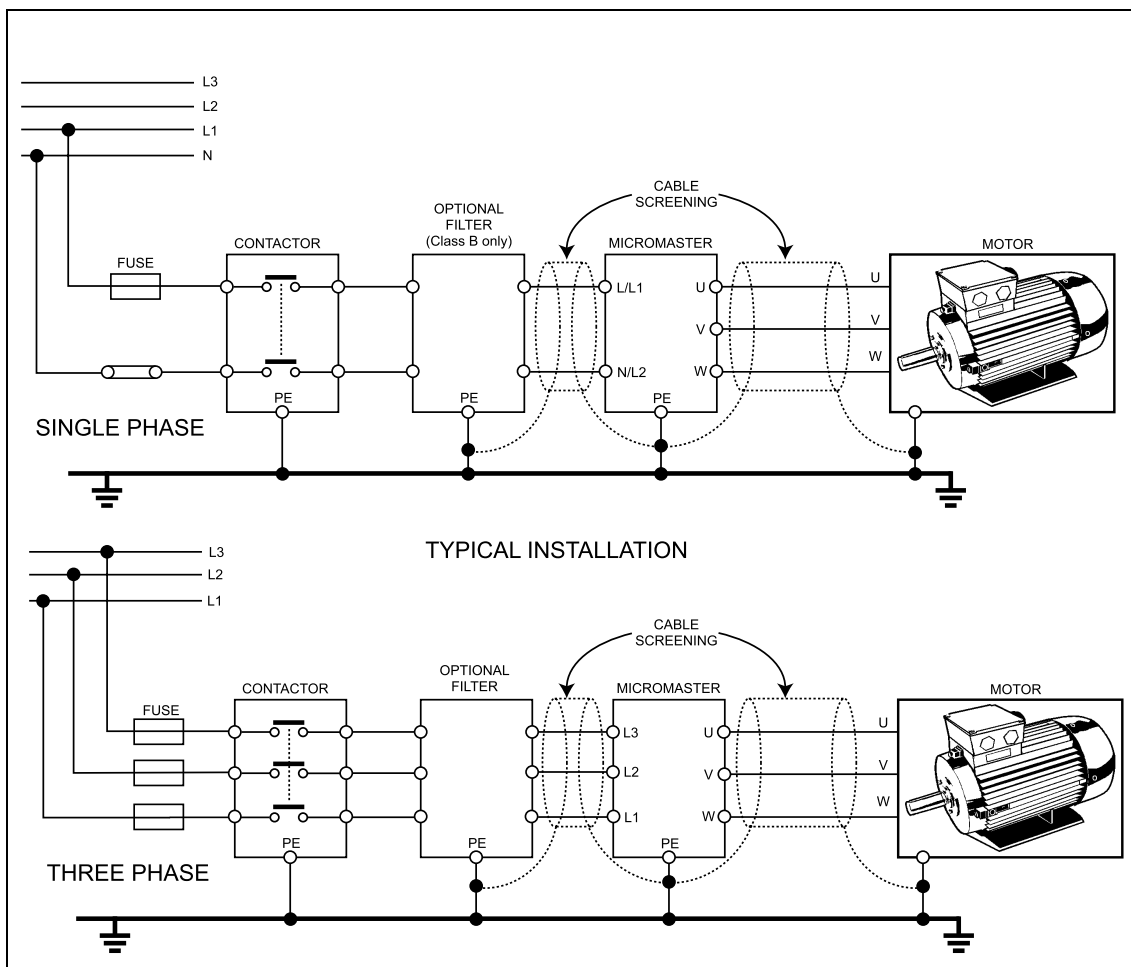 L3
L2
L1
N
CABLE
SCREENING
OPTIONAL
FILTER
(Class B only)
CONTACTOR
MICROMASTER
MOTOR
FUSE
L/L1
U
U
V
V
N/L2
W
W
PE
PE
PE
SINGLE PHASE
TYPICAL INSTALLATION
L3
L2
L1
CABLE
SCREENING
OPTIONAL
FILTER
CONTACTOR
MICROMASTER
MOTOR
FUSE
L3
U
U
L2
V
V
L1
W
W
PE
PE
PE
THREE PHASE